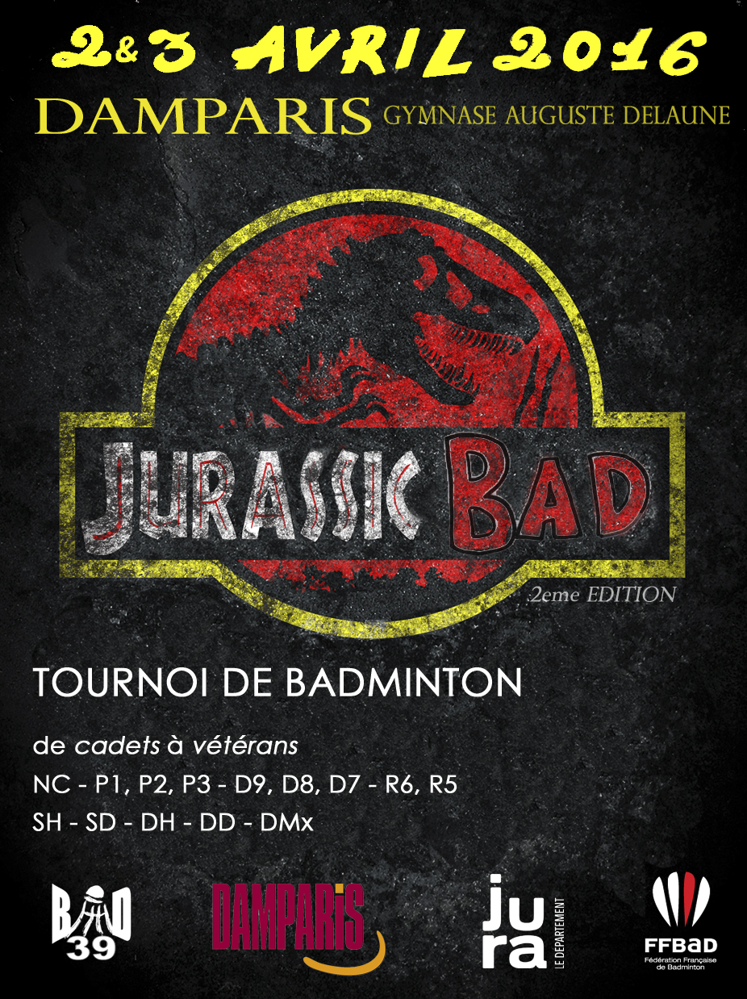 2 & 3 AVRIL 2016
DAMPARIS GYMNASE AUGUSTE DELAUNE
JURASSIC BAD
2eme EDITION
TOURNOI DE BADMINTON
de cadets à vétérans
NC - P1, P2, P3 - D9, D8, D7 - R6, R5
SH - SD - DH - DD - DMx
BAD
39
DAMPARiS
jura
LE DEPARTEMENT
FFBaD
Fédération Française
de Badminton